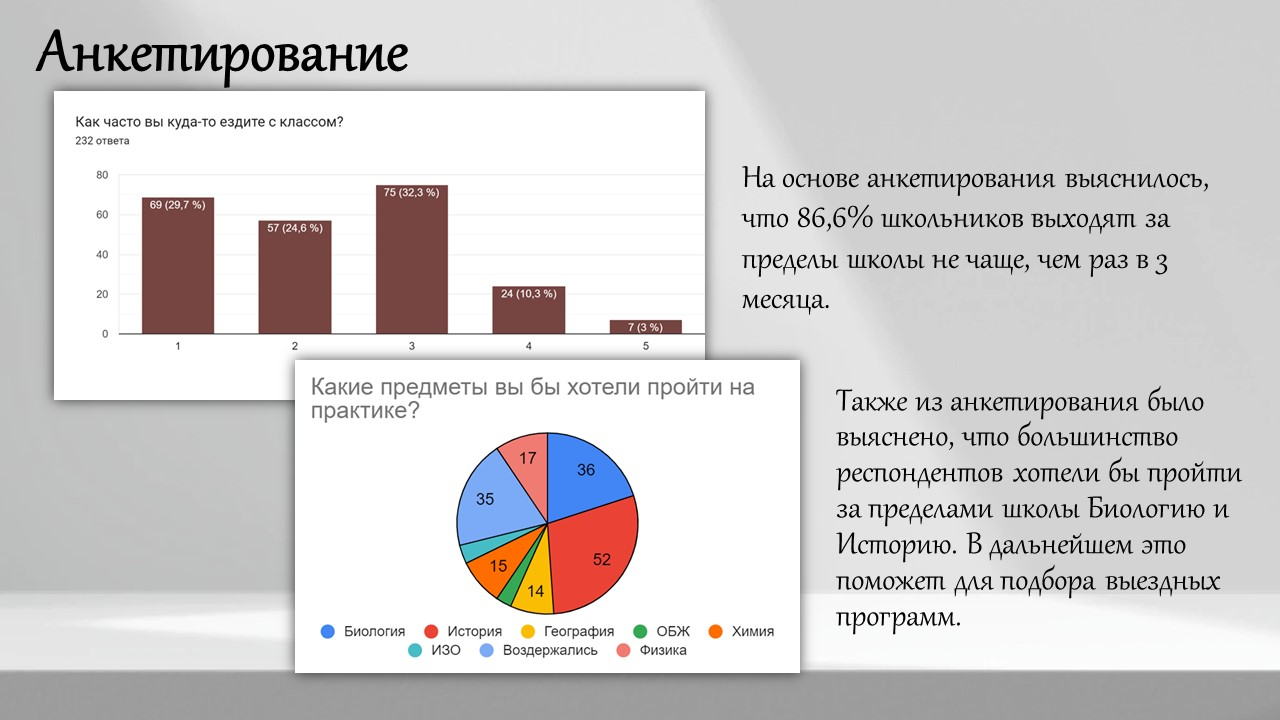 Анкетирование
Как часто вы куда-то ездите с классом?
232 ответа
80
60
40
20
0
69 (29,7 %)
57 (24,6 %)
75 (32,3 %)
24 (10,3 %)
7 (3 %)
1
2
3
4
5
На основе анкетирования выяснилось,
что 86,6% школьников выходят за
пределы школы не чаще, чем раз в 3
месяца.
Какие предметы вы бы хотели пройти на
практике?
17
36
35
52
15
14
Биология
История
География
ОБЖ
Химия
ИЗО
Воздержались
Физика
Также из анкетирования было
выяснено, что большинство
респондентов хотели бы пройти
за пределами школы Биологию и
Историю. В дальнейшем это
поможет для подбора выездных
программ.